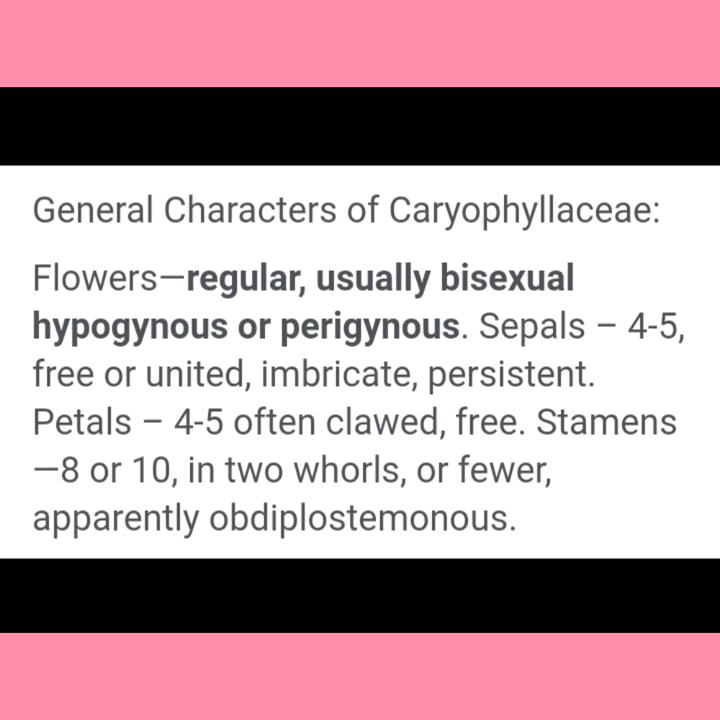 General Characters of Caryophyllaceae:
Flowers—regular, usually bisexual
hypogynous or perigynous. Sepals – 4-5,
free or united, imbricate, persistent.
Petals – 4-5 often clawed, free. Stamens
—8 or 10, in two whorls, or fewer,
apparently obdiplostemonous.